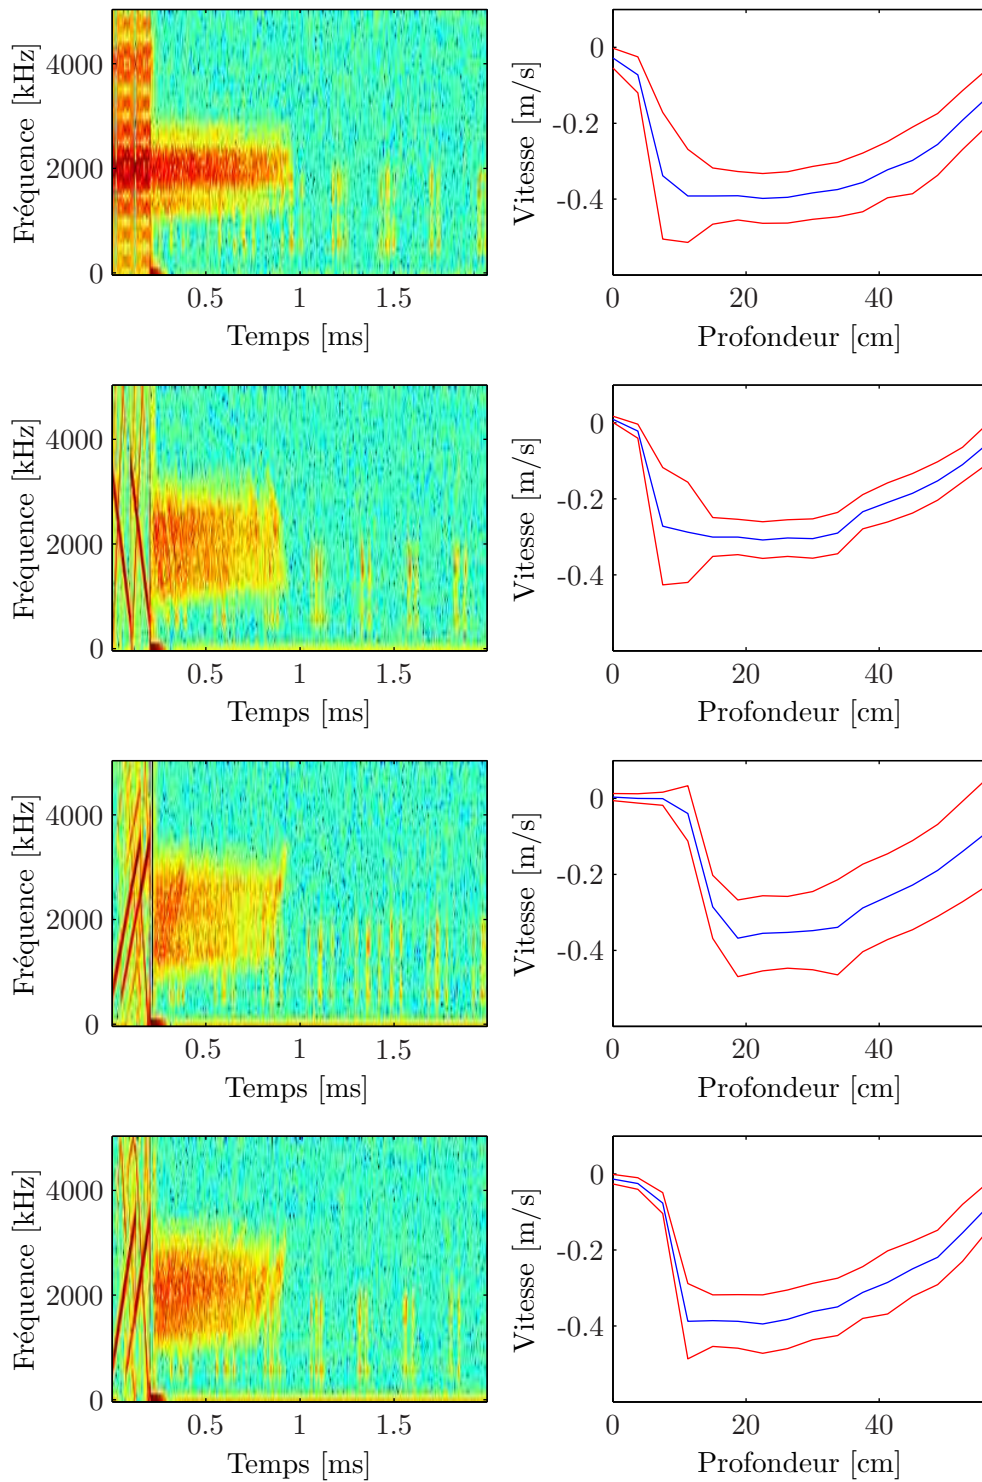 Fréquence [kHz]
4000
2000
0
0.5 1 1.5
Temps [ms]
Vitesse [m/s]
0
-0.2
-0.4
0 20 40
Profondeur [cm]
Fréquence [kHz]
4000
2000
0
0.5 1 1.5
Temps [ms]
Vitesse [m/s]
0
-0.2
-0.4
0 20 40
Profondeur [cm]
Fréquence [kHz]
4000
2000
0
0.5 1 1.5
Temps [ms]
Vitesse [m/s]
0
-0.2
-0.4
0 20 40
Profondeur [cm]
Fréquence [kHz]
4000
2000
0
0.5 1 1.5
Temps [ms]
Vitesse [m/s]
0
-0.2
-0.4
0 20 40
Profondeur [cm]